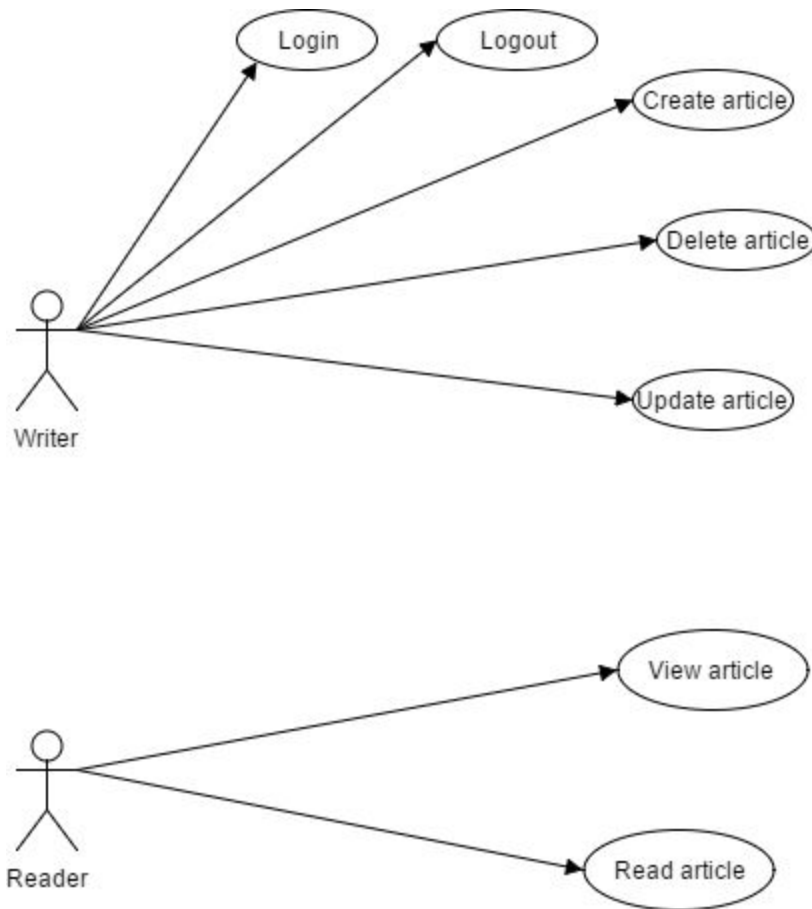 Login
Logout
Create article
Delete article
Update article
Writer
View article
Read article
Reader